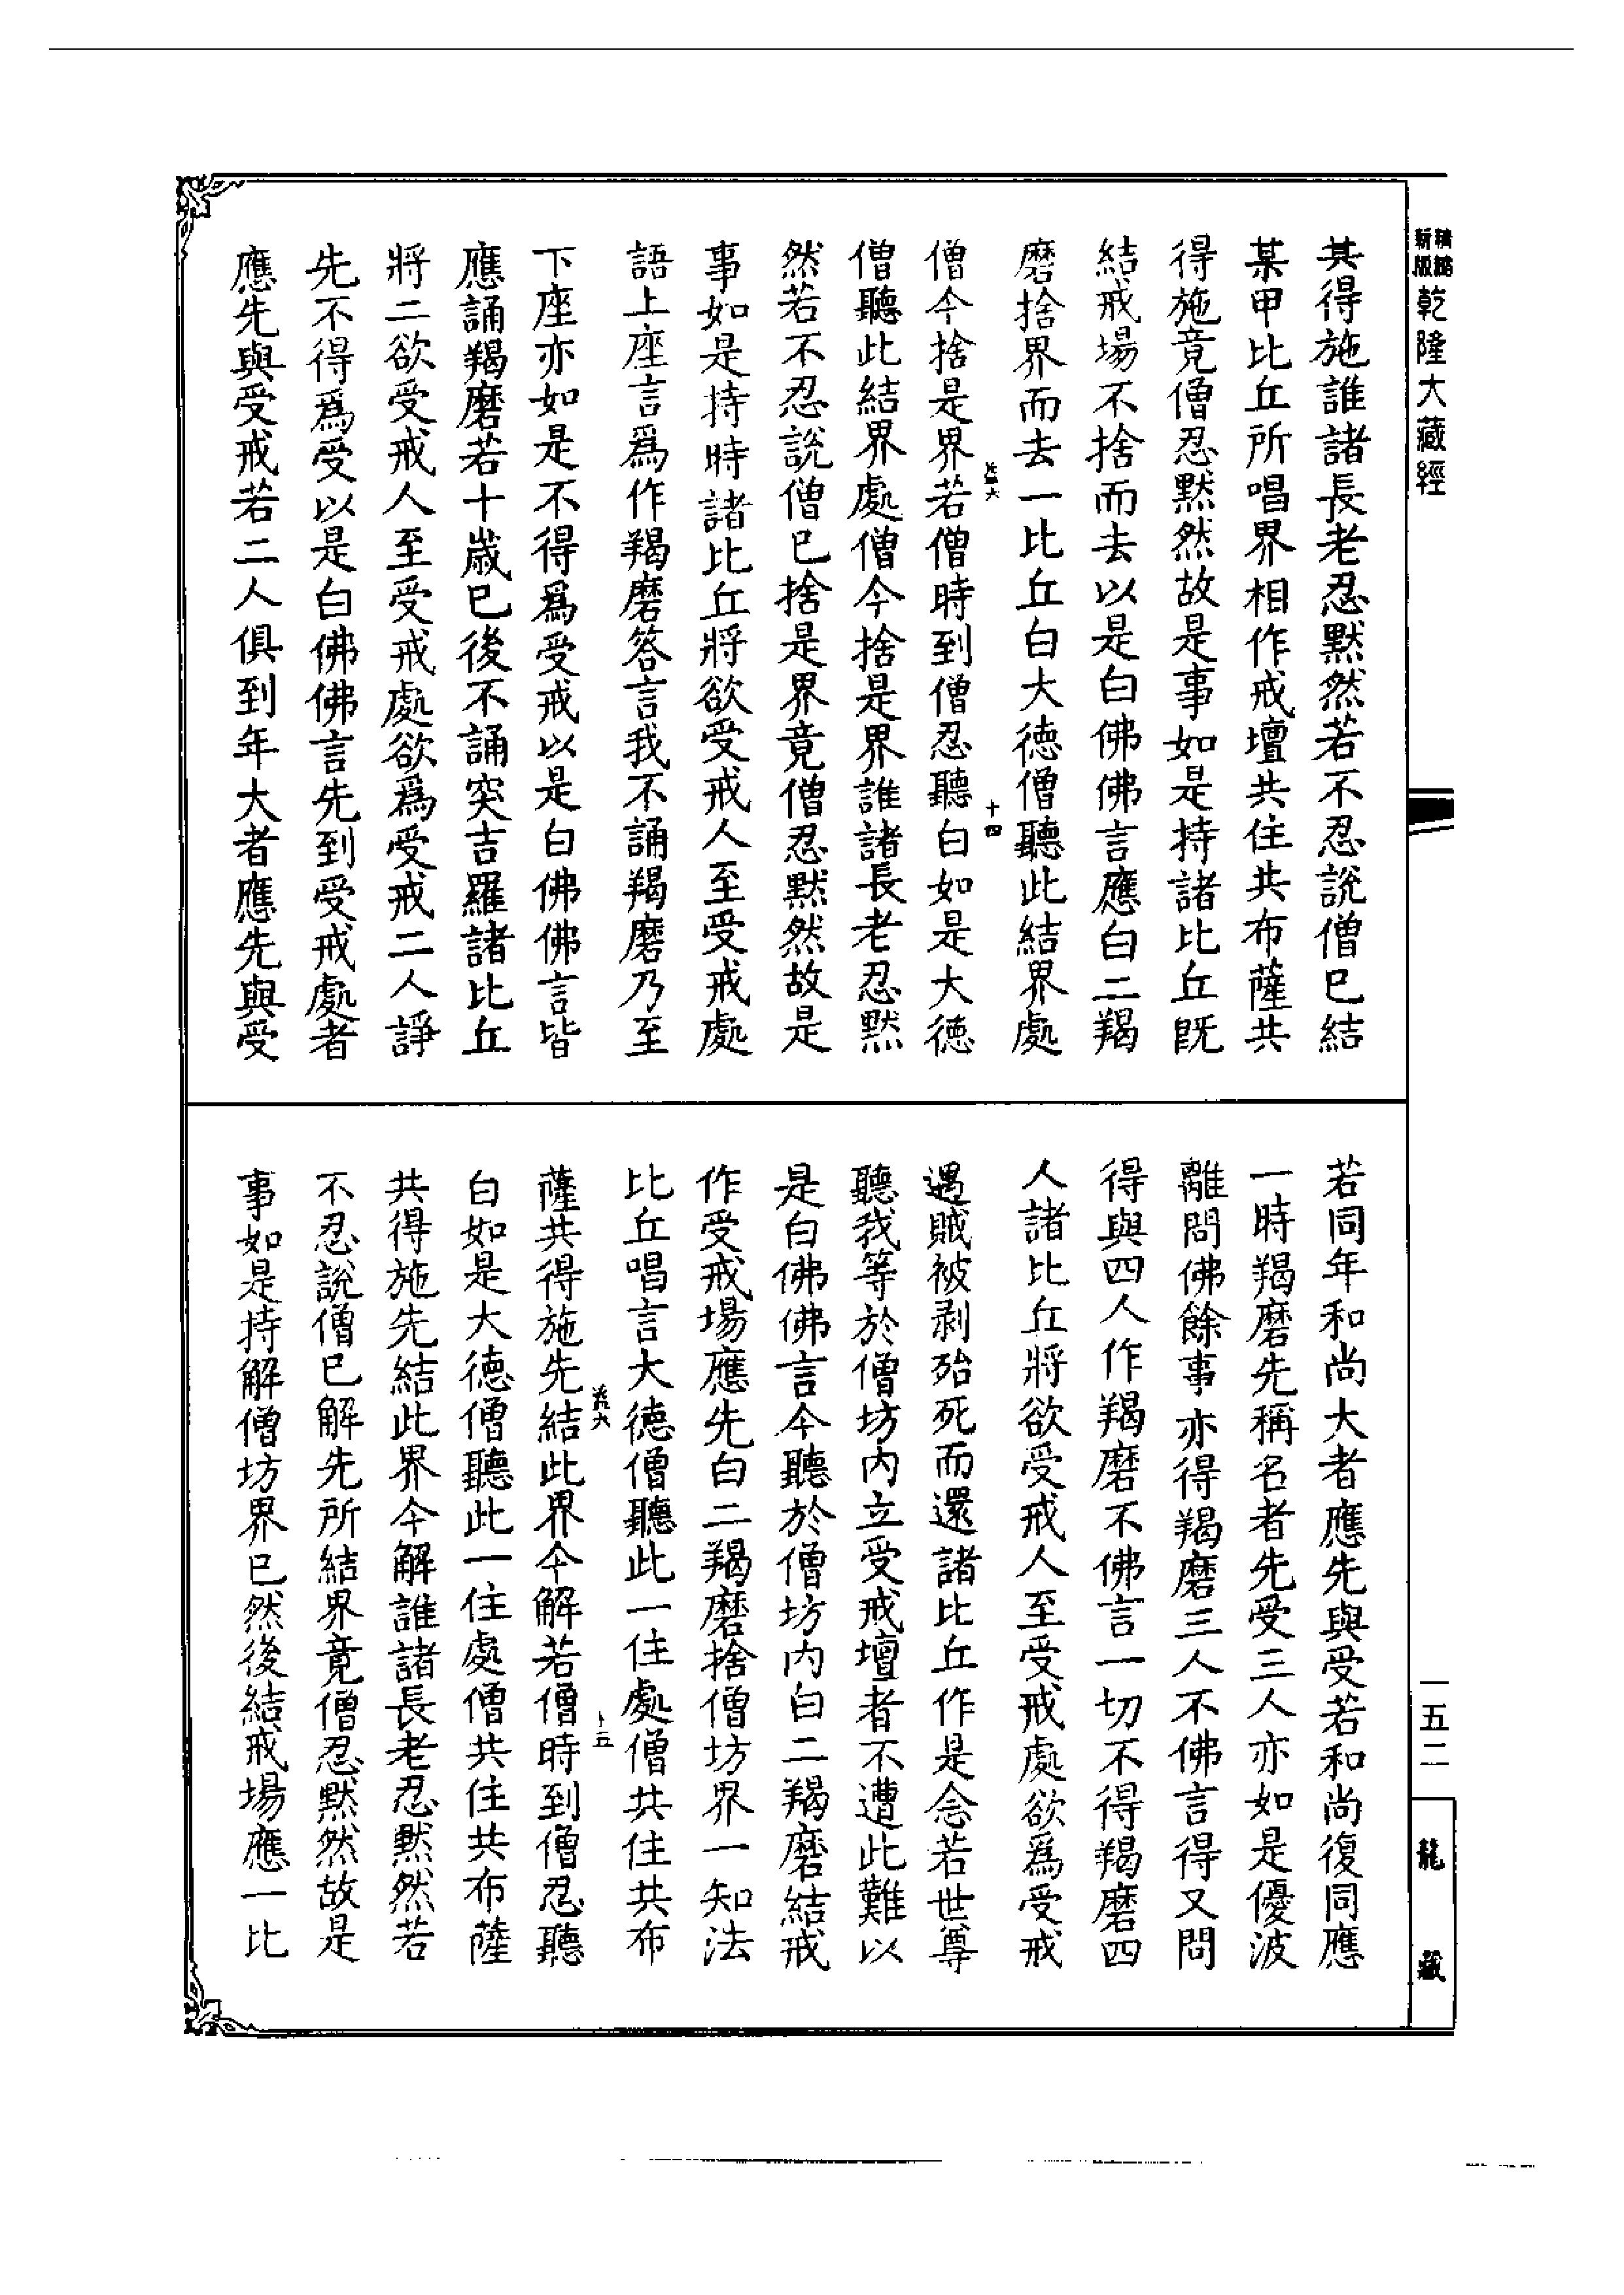 乾隆大藏經
其得施誰諸長老忍默然若不忍說僧已結
某甲比丘所唱界相作戒壇共住共布薩共
得施竟僧忍默然故是事如是持諸比丘既
結戒場不捨而去以是白佛佛言應白二羯
磨捨界而去一比丘白大德僧聽此結界處
十四
僧今捨是界若僧時到僧忍聽白如是大德
僧聽此結界處僧今捨是界誰諸長老忍默
然若不忍說僧已捨是界竟僧忍默然故是
事如是持時諸比丘將欲受戒人至受戒處
語上座言爲作羯磨答言我不誦羯磨乃至
下座亦如是不得爲受戒以是白佛佛言皆
應誦羯磨若十歲已後不誦突吉羅諸比丘
將二欲受戒人至受戒處欲爲受戒二人諍
先不得爲受以是白佛佛言先到受戒處者
應先與受戒若二人俱到年大者應先與受
若同年和尚大者應先與受若和尚復同應
一時羯磨先稱名者先受三人亦如是優波
離問佛餘事亦得羯磨三人不佛言得又問
得與四人作羯磨不佛言一切不得羯磨四
人諸比丘將欲受戒人至受戒處欲爲受戒
遇賊被剥殆死而還諸比丘作是念若世尊
聽我等於僧坊內立受戒壇者不遭此難以
是白佛佛言今聽於僧坊內白二羯磨結戒
作受戒場應先白二羯磨捨僧坊界一知法
比丘唱言大德僧聽此一住處僧共住共布
十五
薩共得施先結此界今解若僧時到僧忍聽
白如是大德僧聽此一住處僧共住共布薩
共得施先結此界今解誰諸長老忍默然若
不忍說僧已解先所結界竟僧忍默然故是
事如是持解僧坊界已然後結戒場應一比
一五二
龍藏